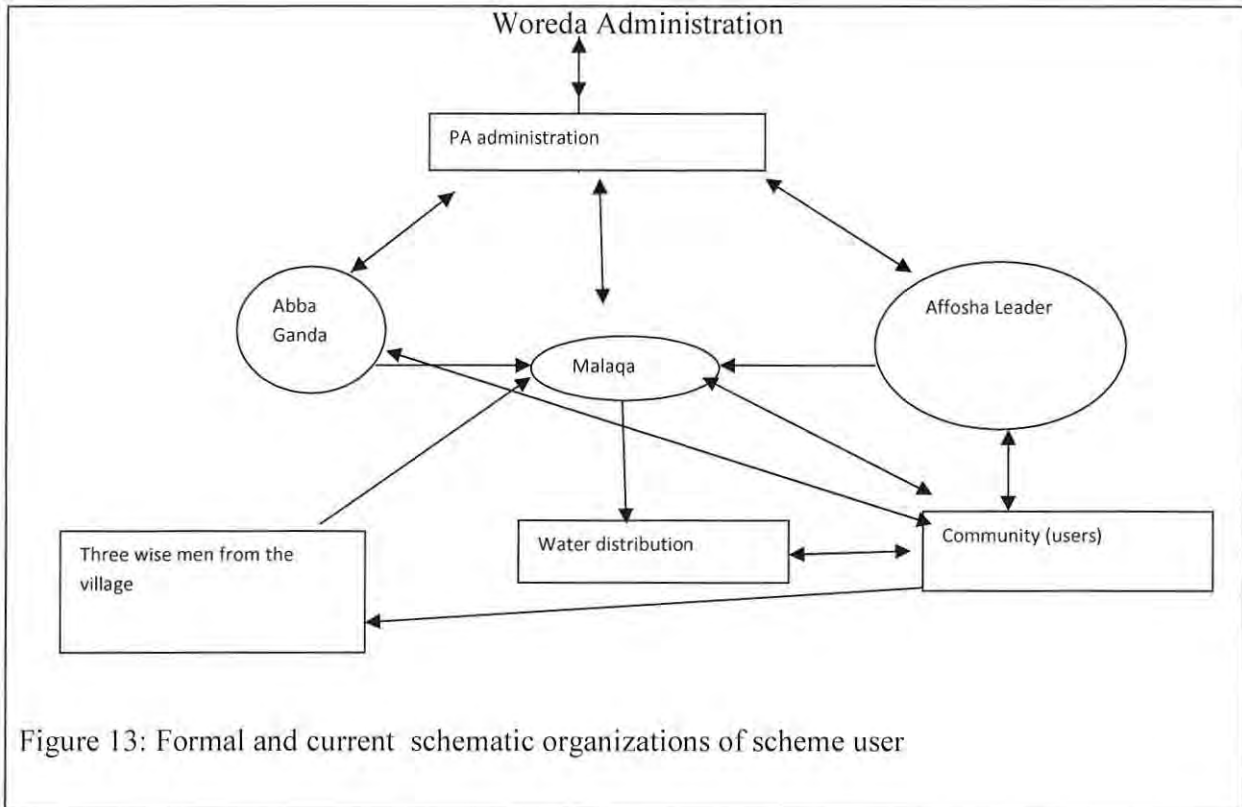 Woreda Administration
PA administration
Abba
Ganda
Affosha Leader
Malaqa
Three wise men from the
village
Water distribution
Community (users)
Figure 13: Formal and current schematic organizations of scheme user